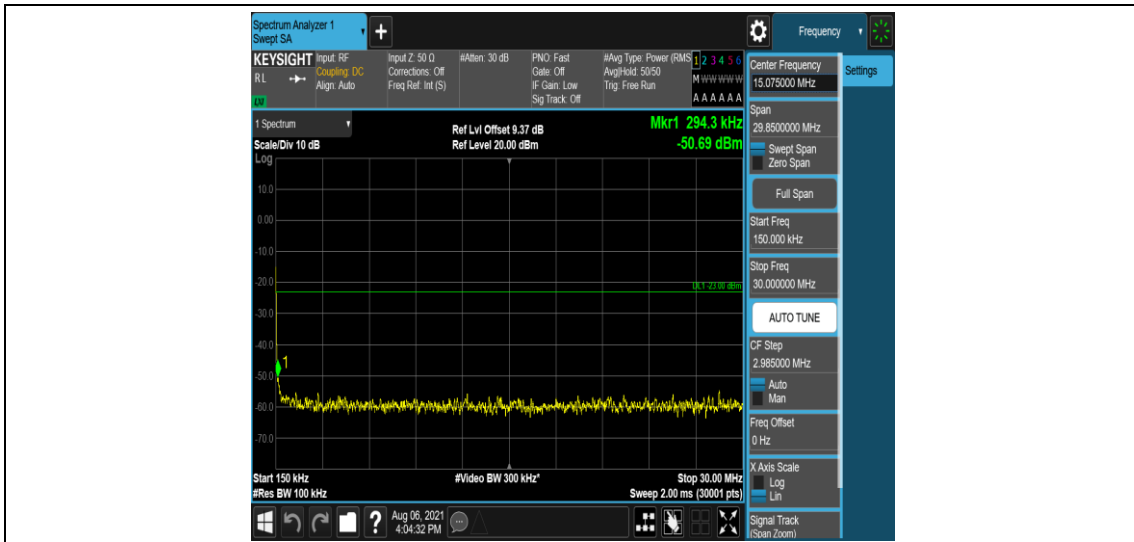 Spectrum Analyzer 1
Swept SA
Frequency
KEYSIGHT
RL
LM
Input: RF
Coupling: DC
Align: Auto
Input Z: 50 Ω
Corrections: Off
Freq Ref: Int (S)
#Atten: 30 dB
PNO: Fast
Gate: Off
IF Gain: Low
Sig Track: Off
#Avg Type: Power (RMS
Avg|Hold: 50/50
Trig: Free Run
1 2 3 4 5 6
M W W W W W
A A A A A A
1 Spectrum
Scale/Div 10 dB
Log
Ref Lvl Offset 9.37 dB
Ref Level 20.00 dBm
Mkr1 294.3 kHz
-50.69 dBm
10.0
0.00
-10.0
-20.0
-30.0
-40.0
-50.0
-60.0
-70.0
DL1 -23.00 dBm
1
Start 150 kHz
#Res BW 100 kHz
#Video BW 300 kHz*
Stop 30.00 MHz
Sweep 2.00 ms (30001 pts)
?
Aug 06, 2021
4:04:32 PM
Center Frequency
15.075000 MHz
Settings
Span
29.8500000 MHz
Swept Span
Zero Span
Full Span
Start Freq
150.000 kHz
Stop Freq
30.000000 MHz
AUTO TUNE
CF Step
2.985000 MHz
Auto
Man
Freq Offset
0 Hz
X Axis Scale
Log
Lin
Signal Track
(Span Zoom)